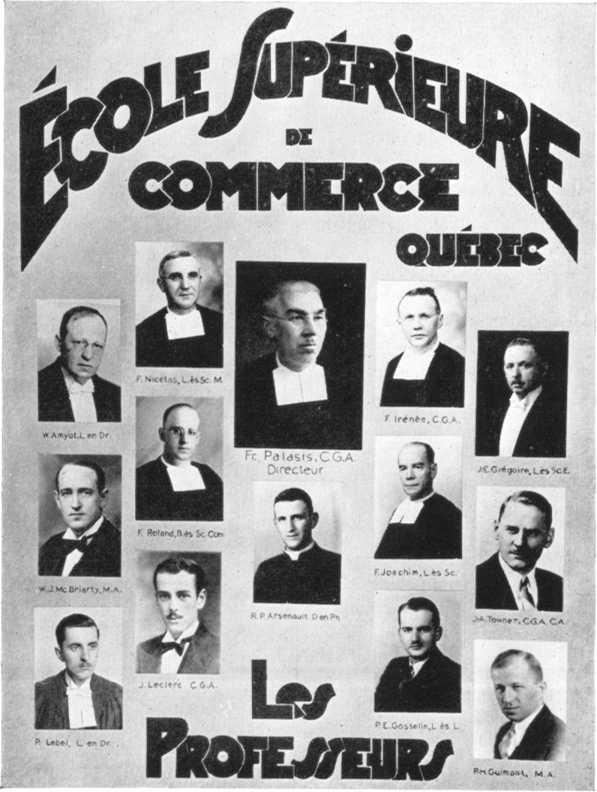 ÉCOLE SUPÉRIEURE
DE
COMMERCE
QUÉBEC
F. Nicétas, L. ès Sc. M.
W. Amyot, L. en Dr.
Fr. Palasis, C.G.A.
Directeur
F. Irénée, C.G.A.
J.E. Grégoire, L. ès Sc. E.
F. Roland, B. ès Sc. Com
W.J. Mc.Briarty, M.A.
R.P. Arsenault D en Ph
F. Joachim, L. ès Sc.
J.A. Towner, C.G.A. C.A.
P. Lebel, L. en Dr.
J. Leclerc C.G.A.
P.E. Gosselin, L. ès L.
P.H. Guimont, M.A.
LES
PROFESSEURS